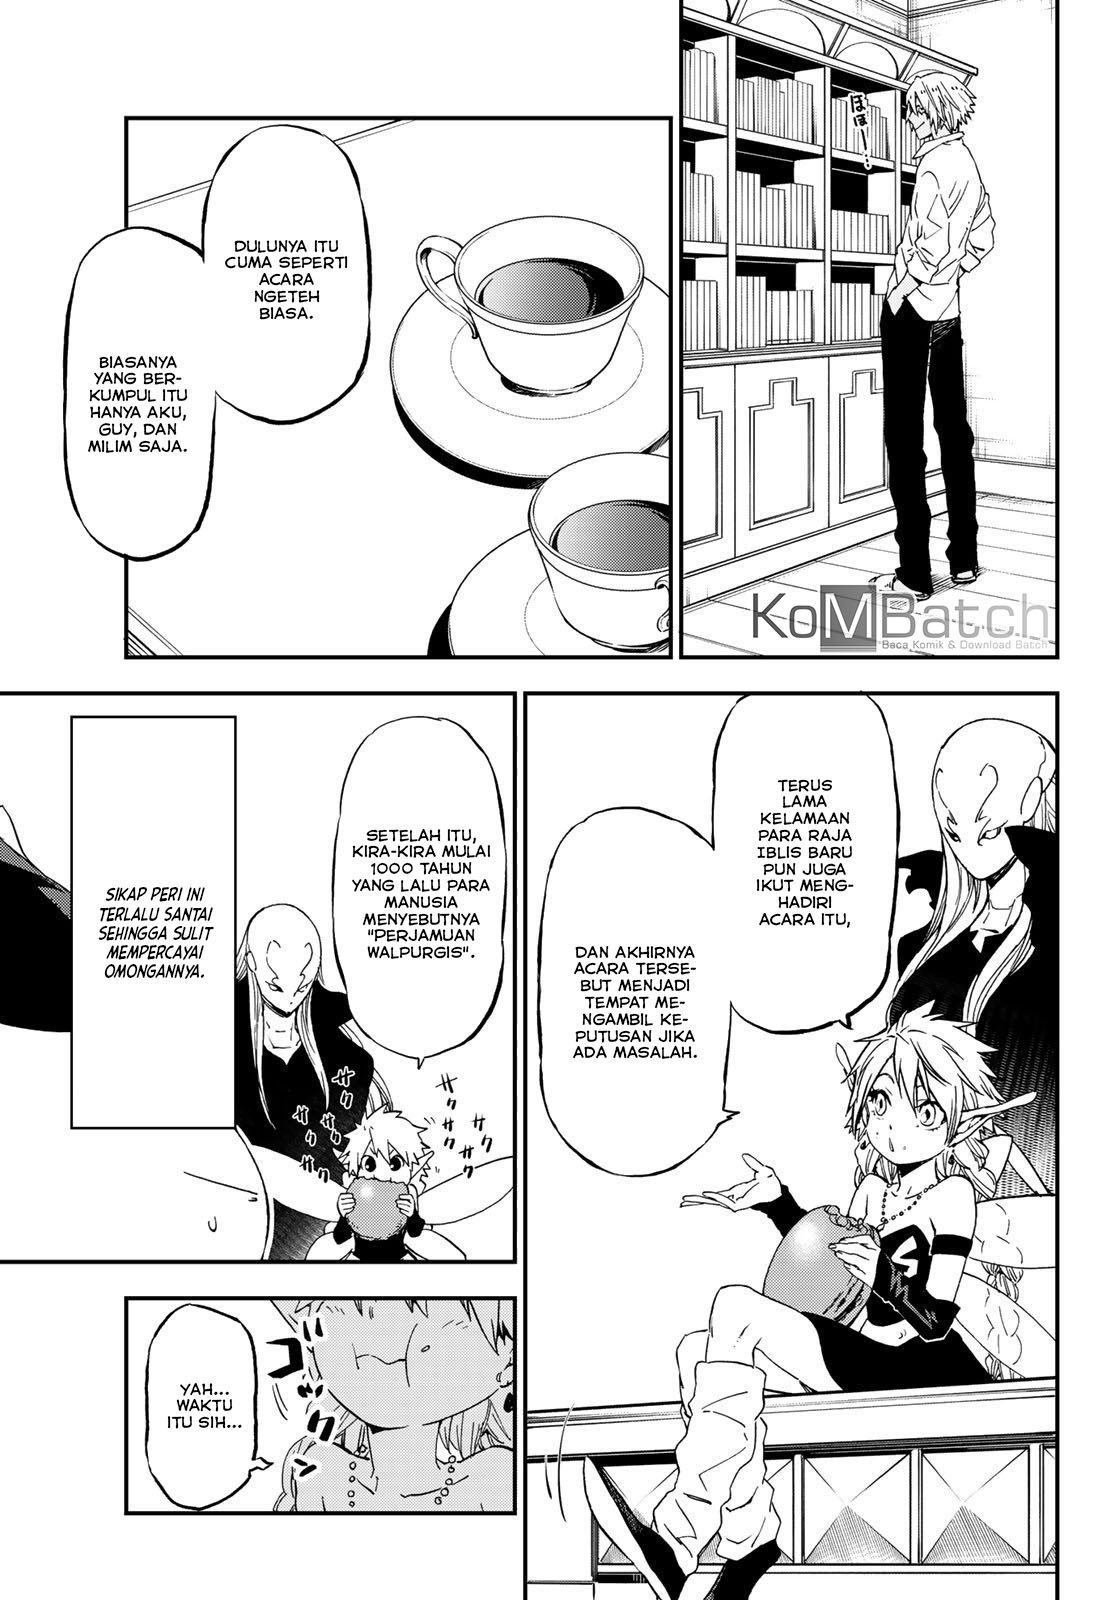 ほほー…
DULUNYA ITU
CUMA SEPERTI
ACARA
NGETEH
BIASA.
BIASANYA
YANG BER-
KUMPUL ITU
HANYA AKU,
GUY, DAN
MILIM SAJA.
KoMBatch
Baca Komik & Download Batch
TERUS
LAMA
KELAMAAN
PARA RAJA
IBLIS BARU
PUN JUGA
IKUT MENG-
HADIRI
ACARA ITU,
DAN AKHIRNYA
ACARA TERSE-
BUT MENJADI
TEMPAT ME-
NGAMBIL KE-
PUTUSAN JIKA
ADA MASALAH.
SETELAH ITU,
KIRA-KIRA MULAI
1000 TAHUN
YANG LALU PARA
MANUSIA
MENYEBUTNYA
"PERJAMUAN
WALPURGIS".
SIKAP PERI INI
TERLALU SANTAI
SEHINGGA SULIT
MEMPERCAYAI
OMONGANNYA.
YAH...
WAKTU
ITU SIH...